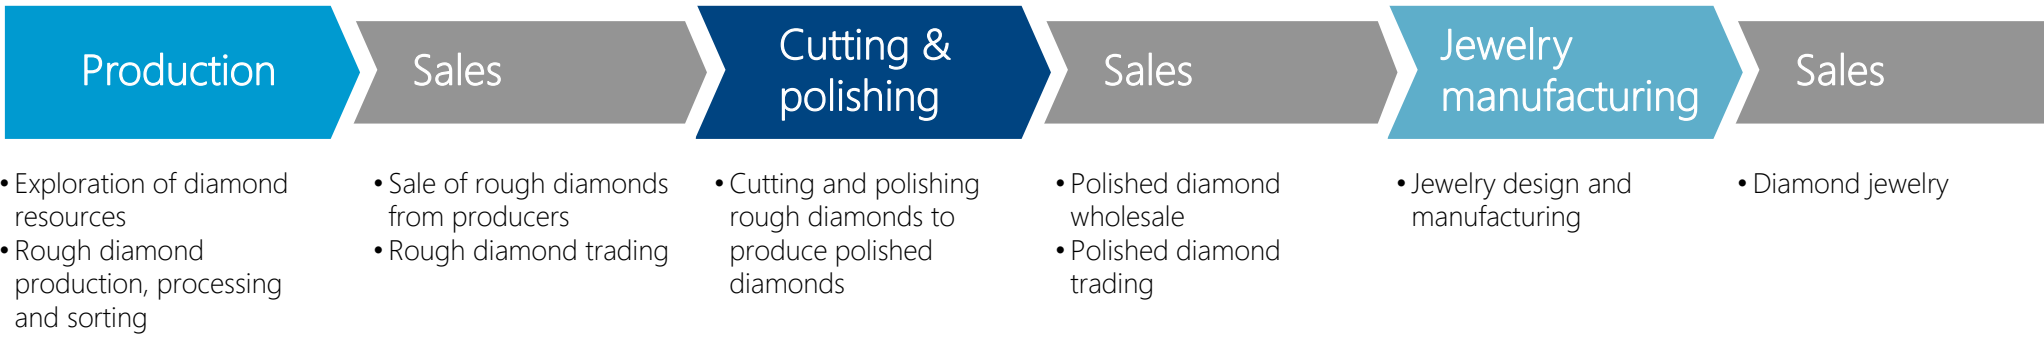 Production
Sales
Cutting &
polishing
Sales
Jewelry
manufacturing
Sales
• Exploration of diamond
resources
• Rough diamond
production, processing
and sorting
• Sale of rough diamonds
from producers
• Rough diamond trading
• Cutting and polishing
rough diamonds to
produce polished
diamonds
• Polished diamond
wholesale
• Polished diamond
trading
• Jewelry design and
manufacturing
• Diamond jewelry